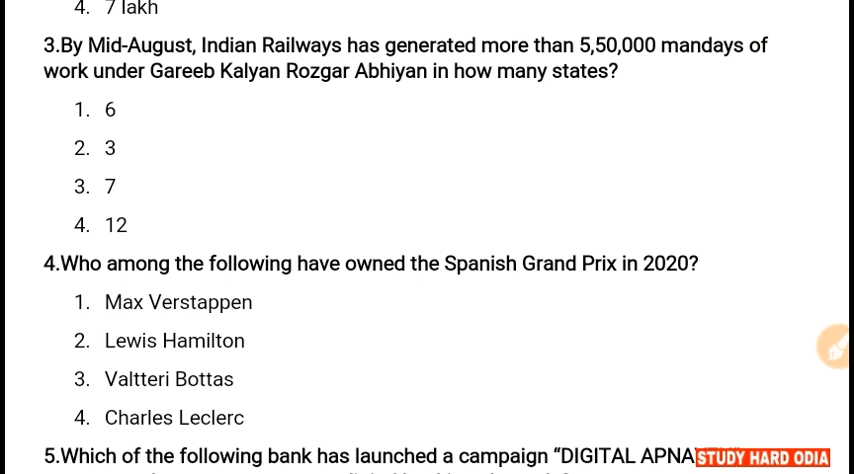 4. 7 lakh
3.By Mid-August, Indian Railways has generated more than 5,50,000 mandays of
work under Gareeb Kalyan Rozgar Abhiyan in how many states?
1. 6
2. 3
3. 7
4. 12
4.Who among the following have owned the Spanish Grand Prix in 2020?
1. Max Verstappen
2. Lewis Hamilton
3. Valtteri Bottas
4. Charles Leclerc
5.Which of the following bank has launched a campaign “DIGITAL APNA
STUDY HARD ODIA